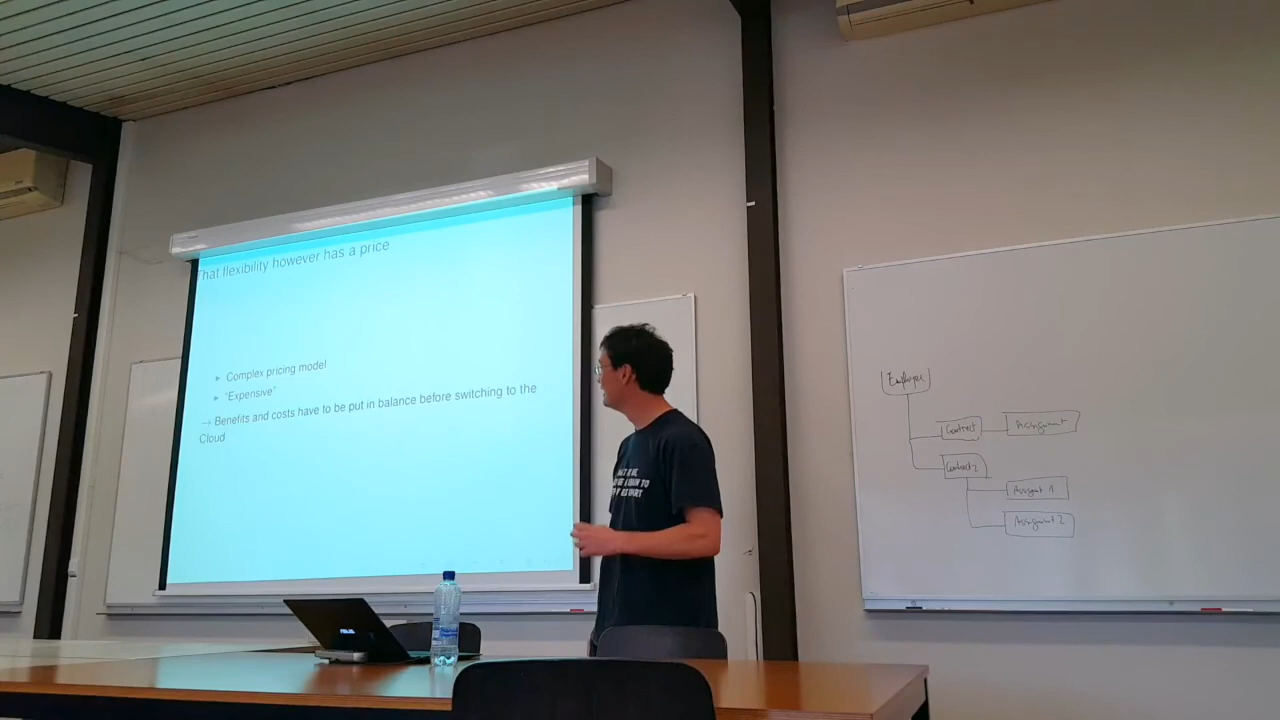 That flexibility however has a price
‣ Complex pricing model
‣ "Expensive"
→ Benefits and costs have to be put in balance before switching to the
Cloud
Employee
Contract
Assignment
Contract 2
Assignment 1
Assignment 2
ASUS